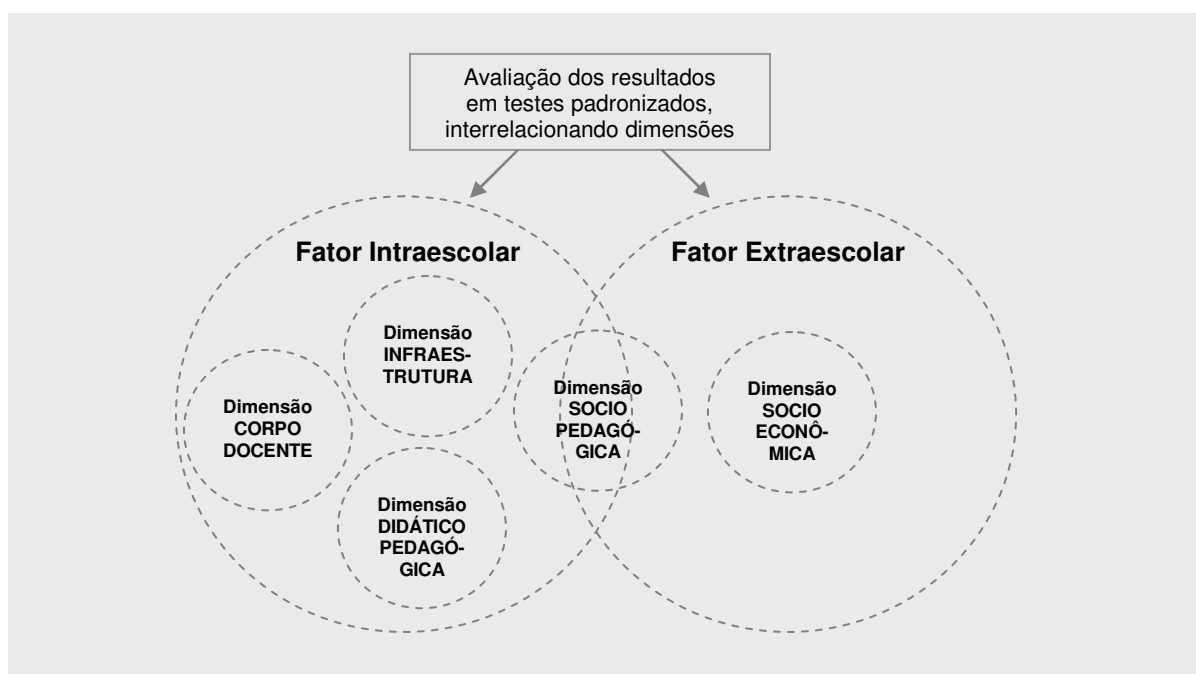 Avaliação dos resultados
em testes padronizados,
interrelacionando dimensões
Fator Intraescolar
Fator Extraescolar
Dimensão
INFRAES-
TRUTURA
Dimensão
CORPO
DOCENTE
Dimensão
DIDÁTICO
PEDAGÓ-
GICA
Dimensão
SOCIO
PEDAGÓ-
GICA
Dimensão
SOCIO
ECONÔ-
MICA